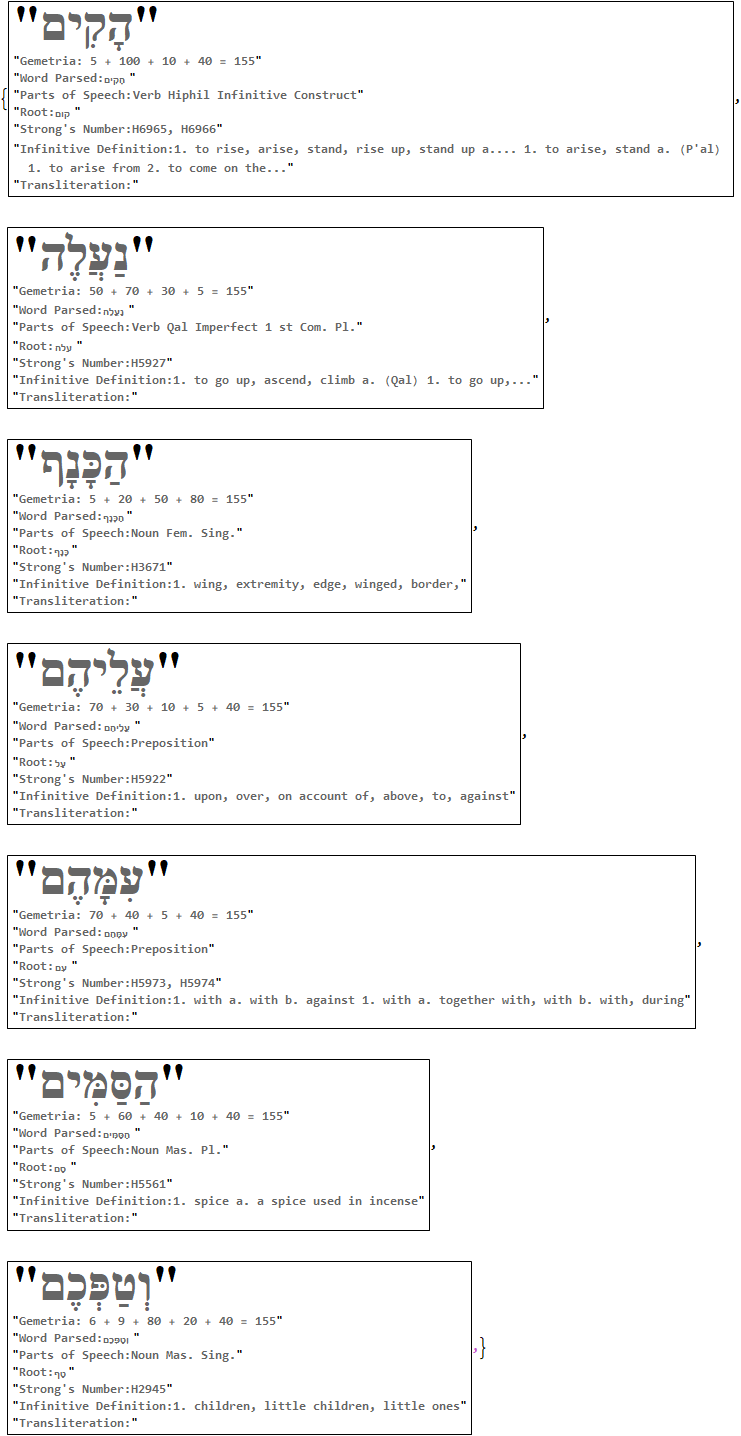 {
"הָקִים"
"Gemetria: 5 + 100 + 10 + 40 = 155"
"Word Parsed:הָקִים "
"Parts of Speech:Verb Hiphil Infinitive Construct"
"Root:קום "
"Strong's Number:H6965, H6966"
"Infinitive Definition:1. to rise, arise, stand, rise up, stand up a.... 1. to arise, stand a. (P'al)
1. to arise from 2. to come on the..."
"Transliteration:"
,
"נַעֲלֶה"
"Gemetria: 50 + 70 + 30 + 5 = 155"
"Word Parsed:נַעֲלֶה "
"Parts of Speech:Verb Qal Imperfect 1 st Com. Pl."
"Root:עלה "
"Strong's Number:H5927"
"Infinitive Definition:1. to go up, ascend, climb a. (Qal) 1. to go up,..."
"Transliteration:"
,
"הַכָּנָף"
"Gemetria: 5 + 20 + 50 + 80 = 155"
"Word Parsed:הַכָּנָף "
"Parts of Speech:Noun Fem. Sing."
"Root:כָּנָף "
"Strong's Number:H3671"
"Infinitive Definition:1. wing, extremity, edge, winged, border,"
"Transliteration:"
,
"עֲלֵיהֶם"
"Gemetria: 70 + 30 + 10 + 5 + 40 = 155"
"Word Parsed:עֲלֵיהֶם "
"Parts of Speech:Preposition"
"Root:עַל "
"Strong's Number:H5922"
"Infinitive Definition:1. upon, over, on account of, above, to, against"
"Transliteration:"
,
"עִמָּהֶם"
"Gemetria: 70 + 40 + 5 + 40 = 155"
"Word Parsed:עִמָּהֶם "
"Parts of Speech:Preposition"
"Root:עִם "
"Strong's Number:H5973, H5974"
"Infinitive Definition:1. with a. with b. against 1. with a. together with, with b. with, during"
"Transliteration:"
,
"הַסַּמִּים"
"Gemetria: 5 + 60 + 40 + 10 + 40 = 155"
"Word Parsed:הַסַּמִּים "
"Parts of Speech:Noun Mas. Pl."
"Root:סַם "
"Strong's Number:H5561"
"Infinitive Definition:1. spice a. a spice used in incense"
"Transliteration:"
,
"וְטַפְּכֶם"
"Gemetria: 6 + 9 + 80 + 20 + 40 = 155"
"Word Parsed:וְטַפְּכֶם "
"Parts of Speech:Noun Mas. Sing."
"Root:טַף "
"Strong's Number:H2945"
"Infinitive Definition:1. children, little children, little ones"
"Transliteration:"
,}